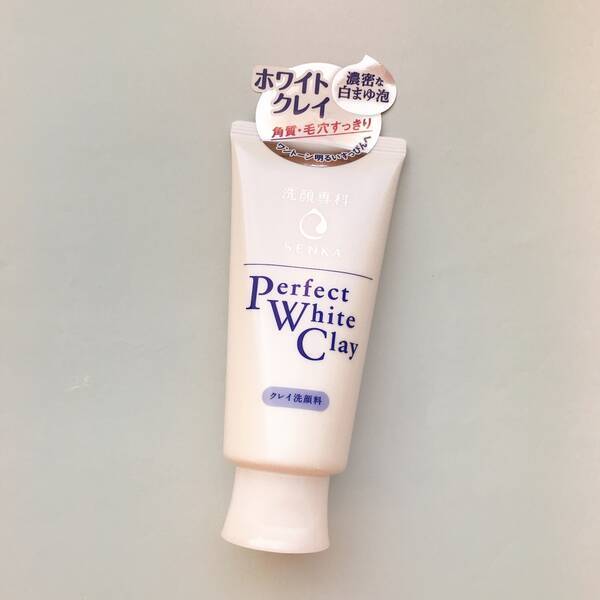 ホワイト
クレイ
濃密な
白まゆ泡
角質・毛穴すっきり
ワントーン明るいすっぴんへ
洗顔専科
SENKA
Perfect
White
Clay
クレイ洗顔料